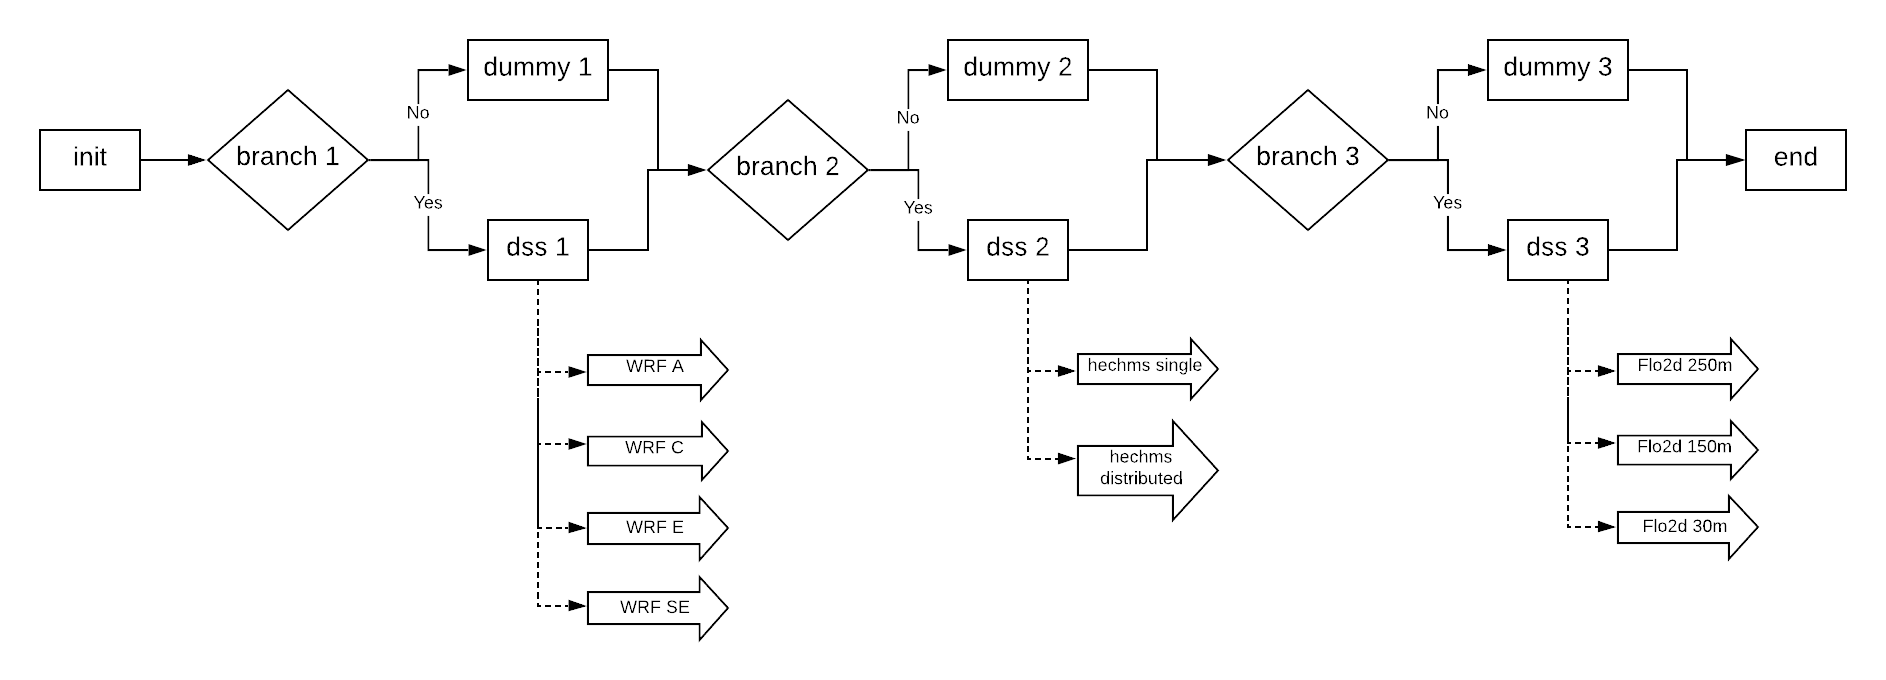 init
branch 1
No
Yes
dummy 1
dss 1
WRF A
WRF C
WRF E
WRF SE
branch 2
No
Yes
dummy 2
dss 2
hechms single
hechms
distributed
branch 3
No
Yes
dummy 3
dss 3
Flo2d 250m
Flo2d 150m
Flo2d 30m
end